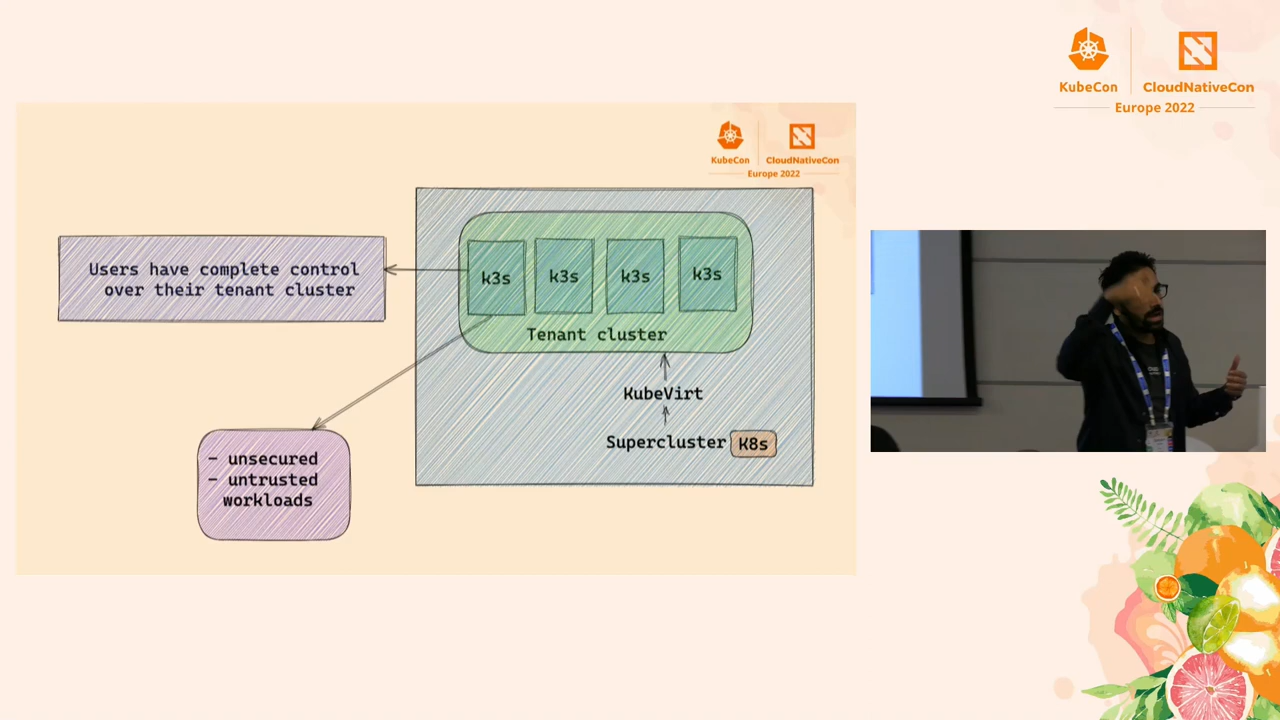 KubeCon
CloudNativeCon
Europe 2022
KubeCon
CloudNativeCon
Europe 2022
Users have complete control
over their tenant cluster
k3s
k3s
k3s
k3s
Tenant cluster
KubeVirt
Supercluster
K8s
- unsecured
- untrusted
workloads